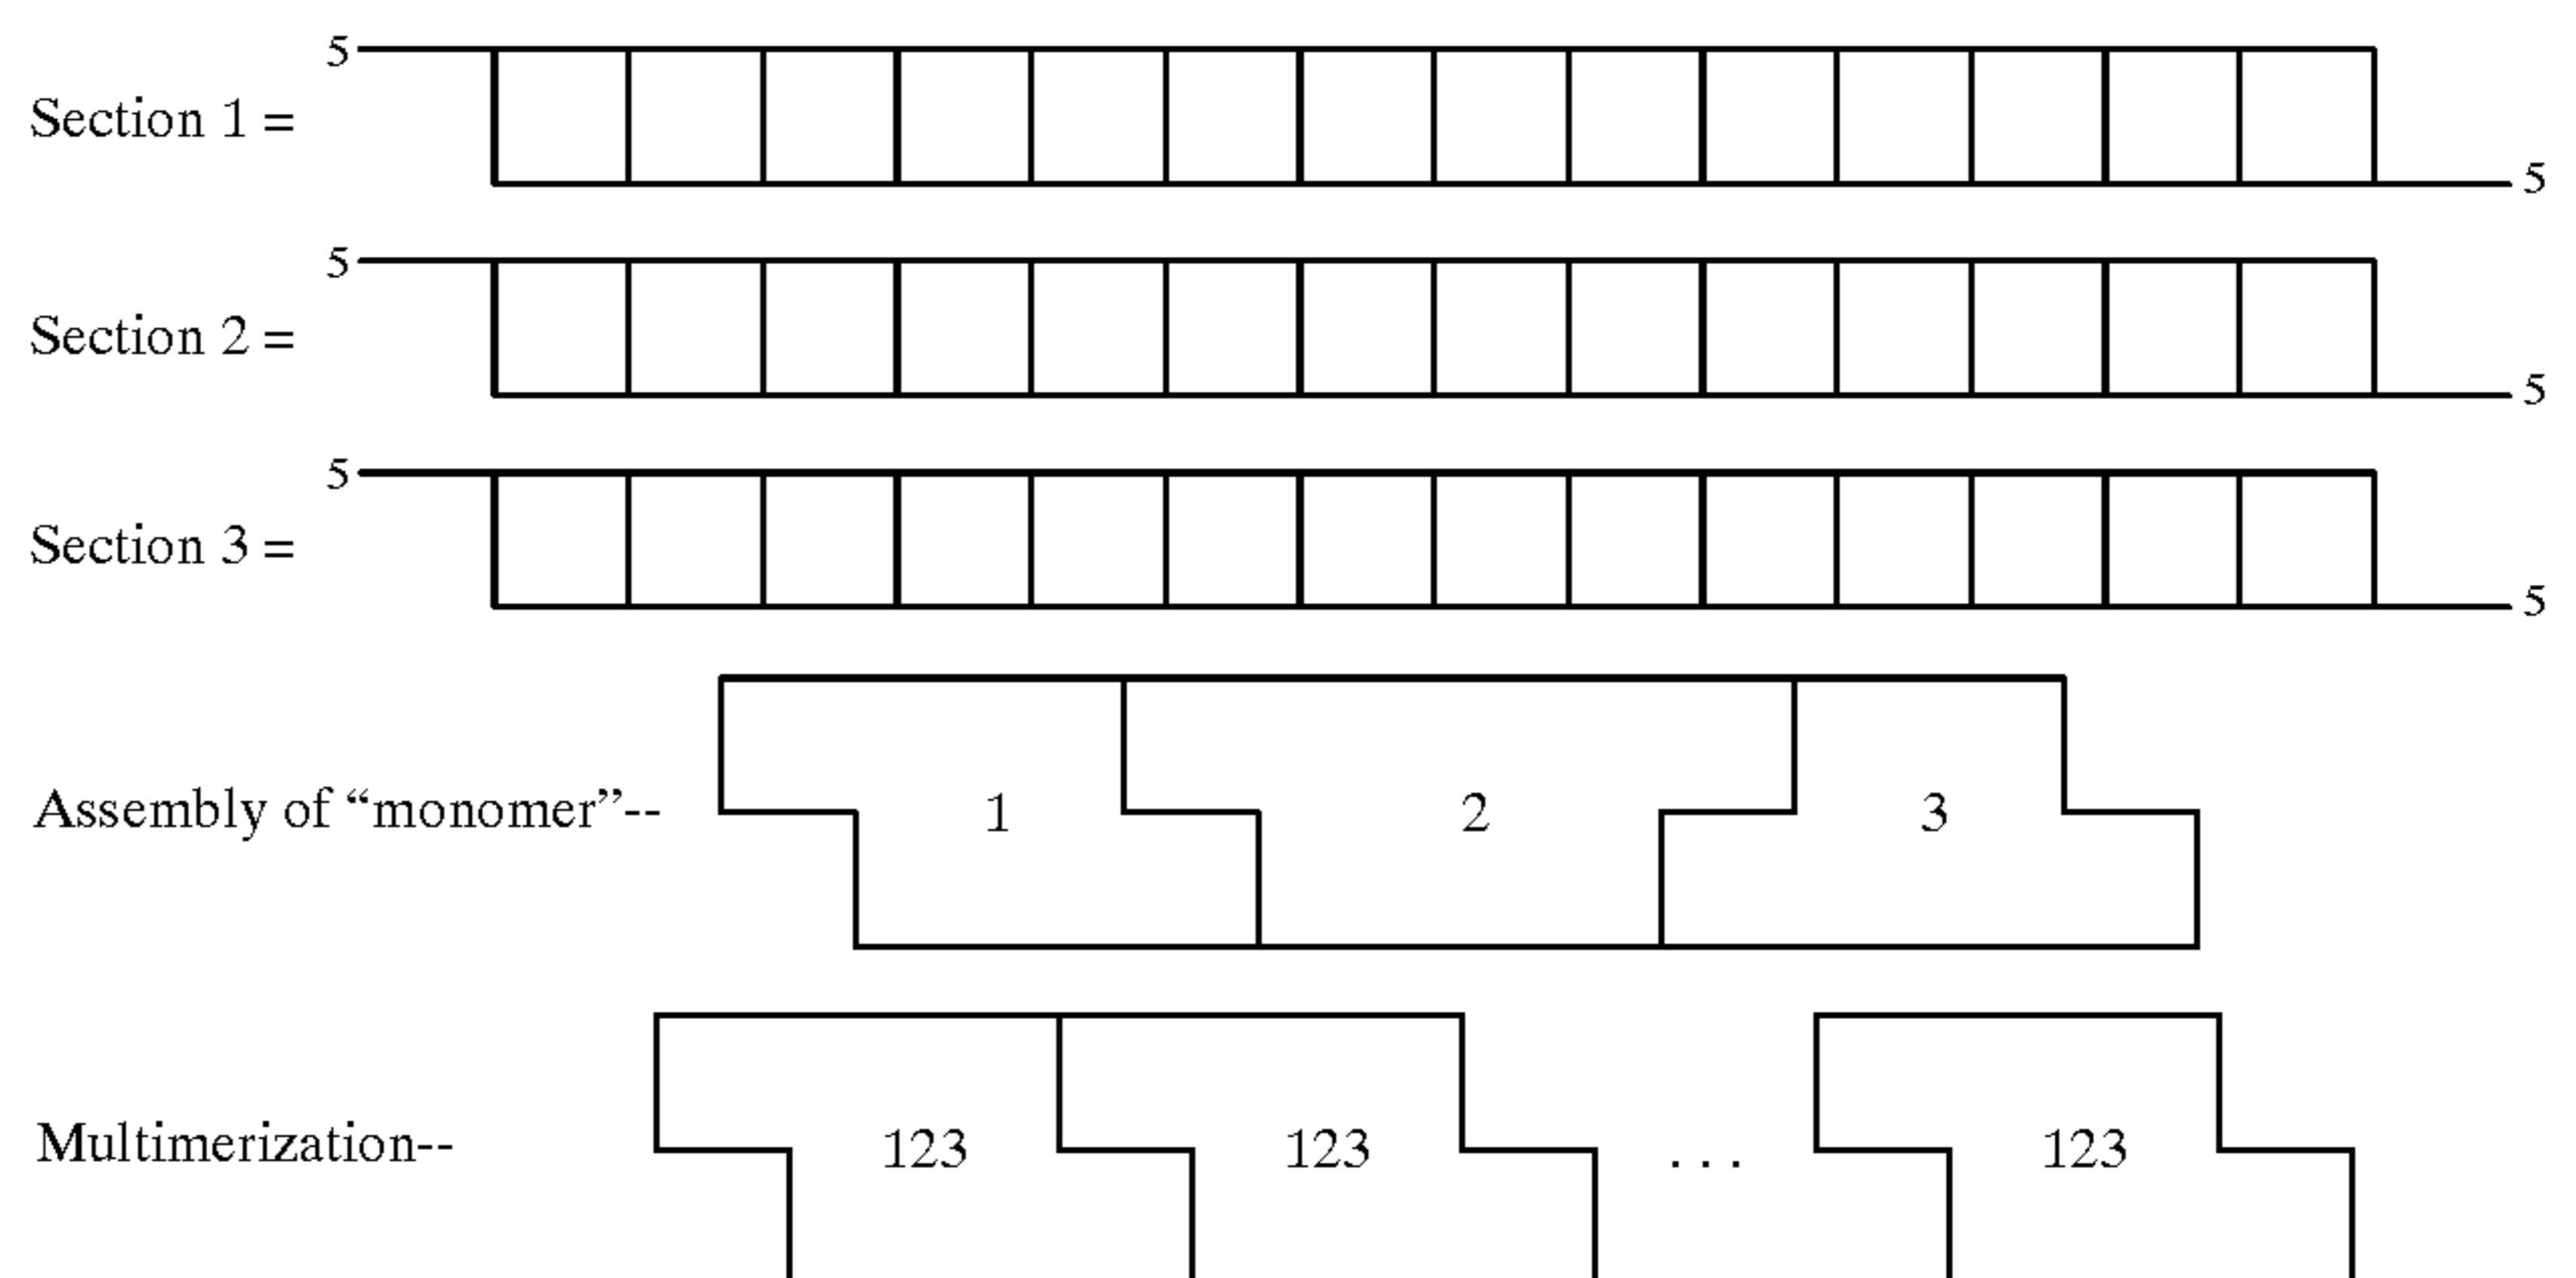 5
Section 1 =
5
5
Section 2 =
5
5
Section 3 =
5
Assembly of “monomer”--
1 2 3
Multimerization--
123 123 ... 123